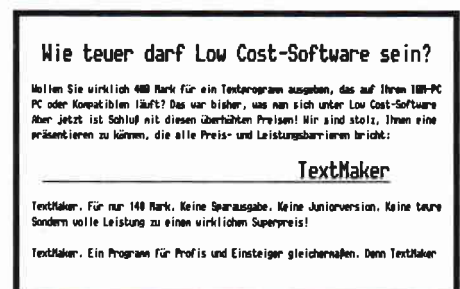 Wie teuer darf Low Cost-Software sein?
Wollen Sie wirklich 400 Mark für ein Textprogramm ausgeben, das auf Ihrem IBM-PC
PC oder Kompatiblen läuft? Das war bisher, was man sich unter Low Cost-Software
Aber jetzt ist Schluß mit diesen überhöhten Preisen! Wir sind stolz, Ihnen eine
präsentieren zu können, die alle Preis- und Leistungsbarrieren bricht:
TextMaker
TextMaker. Für nur 148 Mark. Keine Sparausgabe. Keine Juniorversion. Keine teure
Sondern volle Leistung zu einem wirklichen Superpreis!
TextMaker. Ein Programm für Profis und Einsteiger gleichermaßen. Denn TextMaker